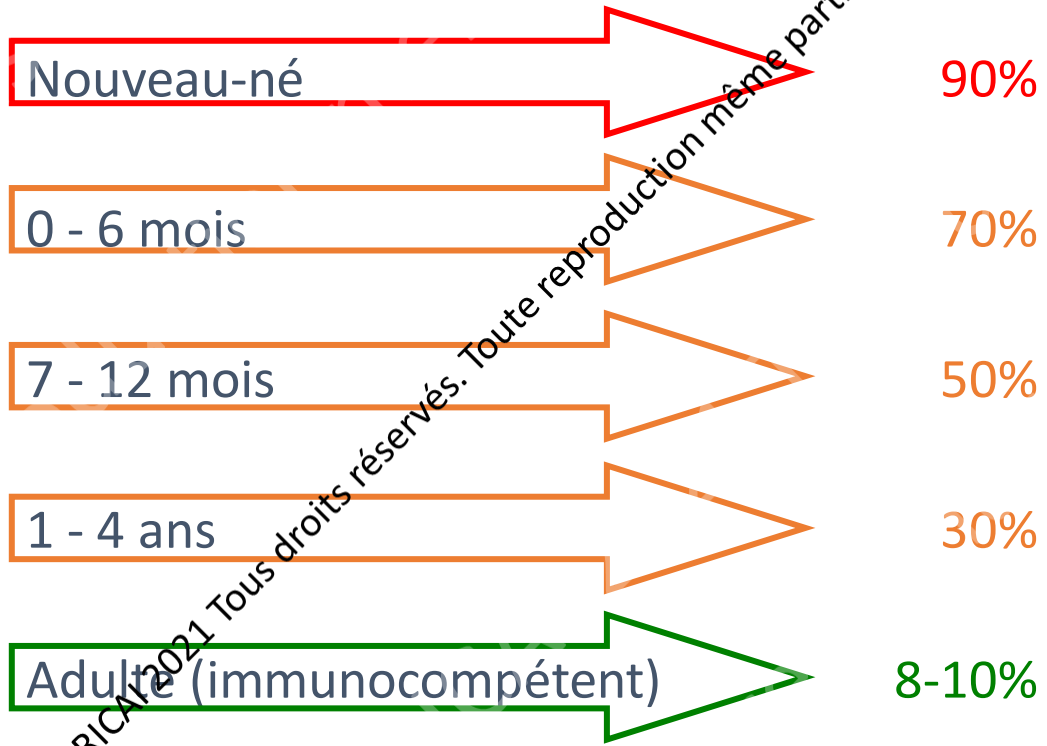 Nouveau-né 90%
0 - 6 mois 70%
7 - 12 mois 50%
1 - 4 ans 30%
Adulte (immunocompétent) 8-10%
RICAI 2021 Tous droits réservés. Toute reproduction même